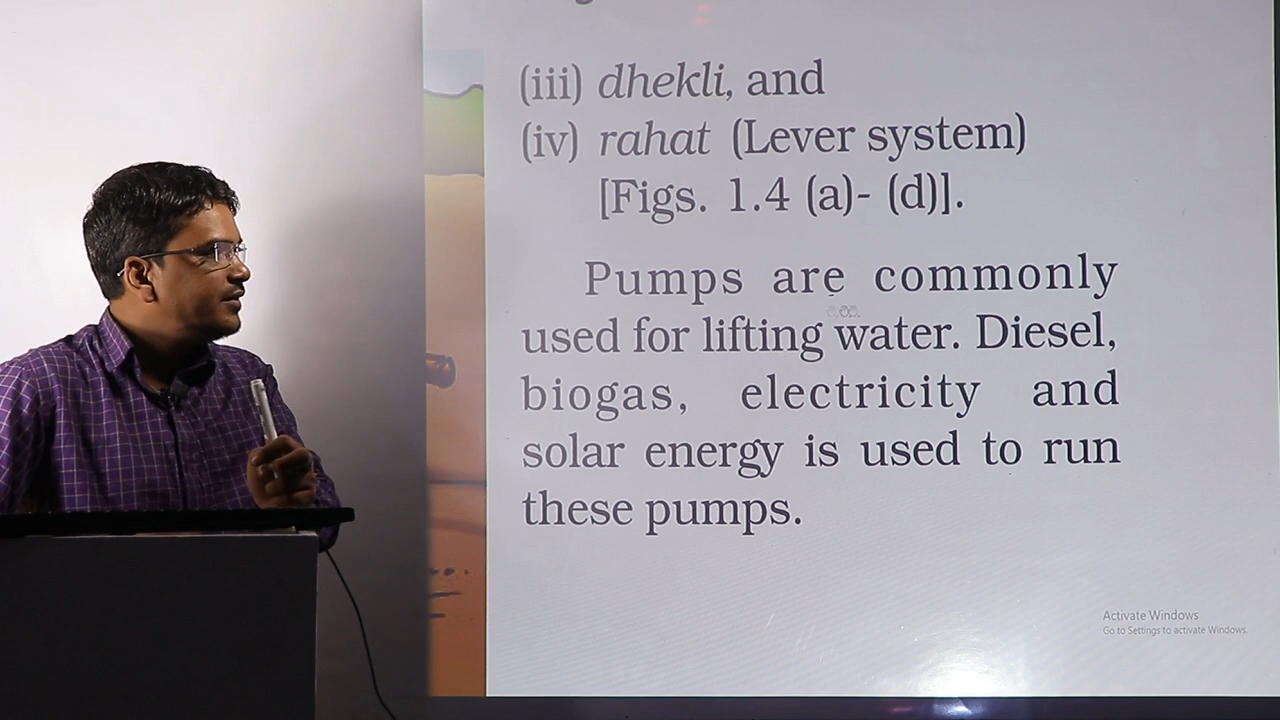 (iii) dhekli, and
(iv) rahat (Lever system)
[Figs. 1.4 (a)- (d)].
Pumps are commonly
used for lifting water. Diesel,
biogas, electricity and
solar energy is used to run
these pumps.
Activate Windows
Go to Settings to activate Windows.